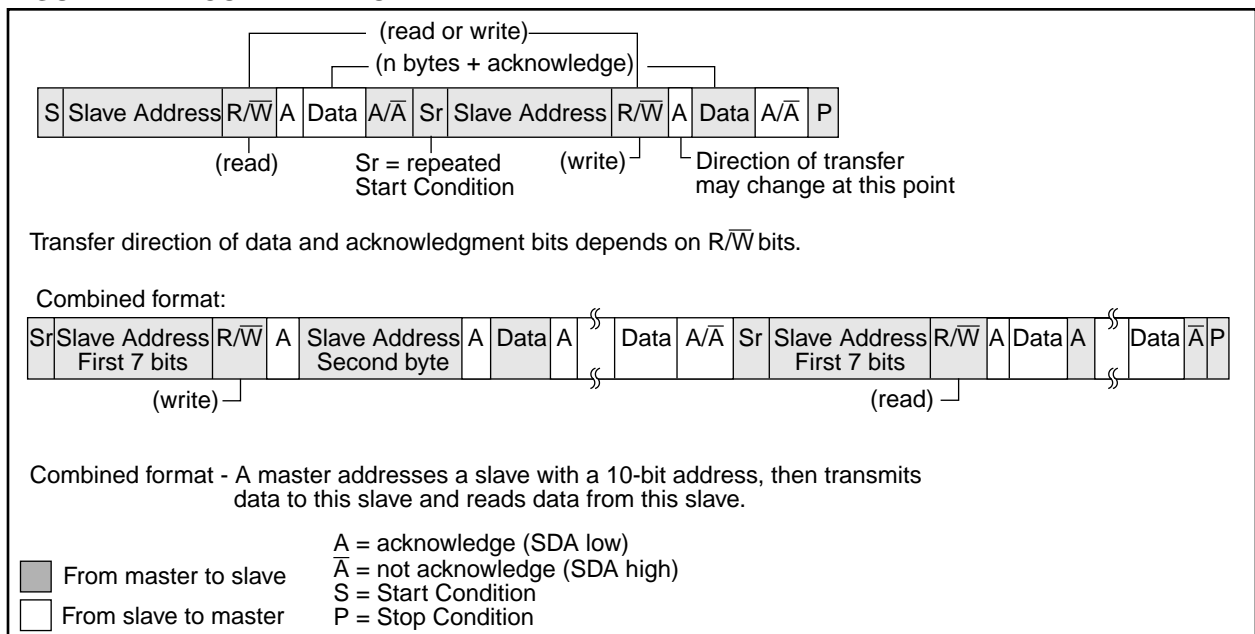 (read or write)
(n bytes + acknowledge)
S Slave Address R/W̅ A Data A/A̅ Sr Slave Address R/W̅ A Data A/A̅ P
(read) Sr = repeated (write) Direction of transfer
Start Condition may change at this point
Transfer direction of data and acknowledgment bits depends on R/W̅ bits.
Combined format:
Sr Slave Address R/W̅ A Slave Address A Data A Data A/A̅ Sr Slave Address R/W̅ A Data A Data A̅ P
First 7 bits Second byte First 7 bits
(write) (read)
Combined format - A master addresses a slave with a 10-bit address, then transmits
data to this slave and reads data from this slave.
A = acknowledge (SDA low)
A̅ = not acknowledge (SDA high)
From master to slave
S = Start Condition
From slave to master
P = Stop Condition